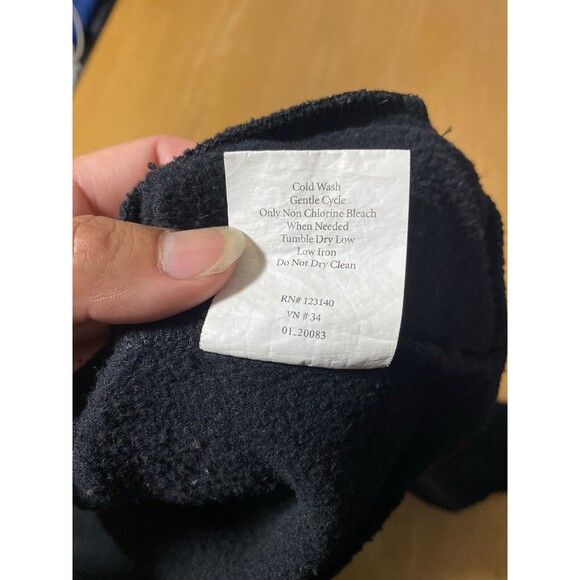 Cold Wash
Gentle Cycle
Only Non Chlorine Bleach
When Needed
Tumble Dry Low
Low Iron
Do Not Dry Clean
RN# 123140
VN # 34
01_20083